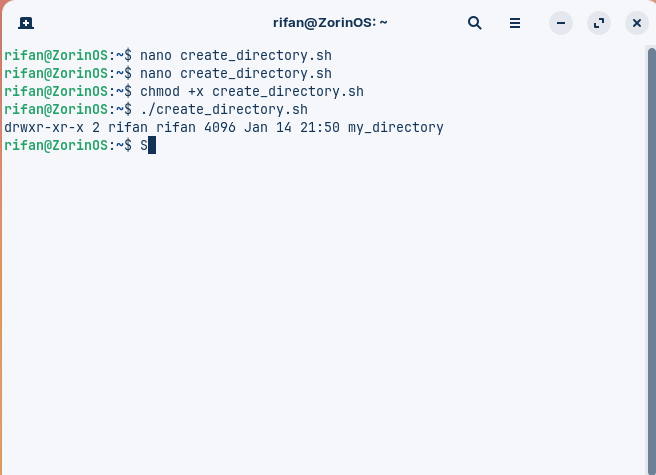 rifan@ZorinOS: ~
rifan@ZorinOS:~$ nano create_directory.sh
rifan@ZorinOS:~$ nano create_directory.sh
rifan@ZorinOS:~$ chmod +x create_directory.sh
rifan@ZorinOS:~$ ./create_directory.sh
drwxr-xr-x 2 rifan rifan 4096 Jan 14 21:50 my_directory
rifan@ZorinOS:~$ S